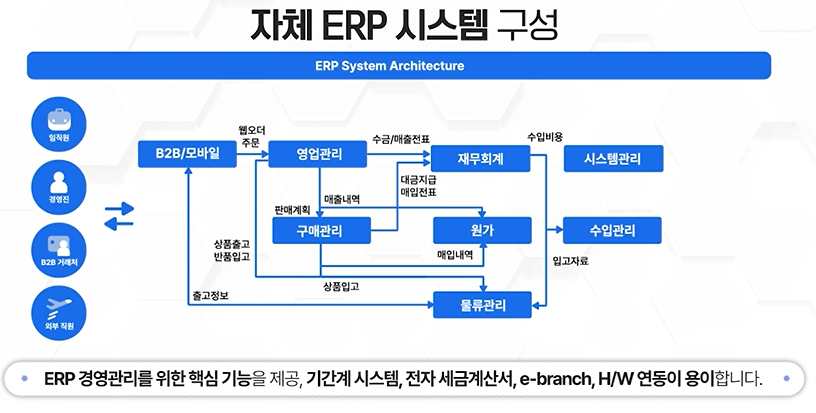 자체 ERP 시스템 구성
ERP System Architecture
임직원
경영진
B2B 거래처
외부 직원
B2B/모바일
웹오더
주문
영업관리
수금/매출전표
재무회계
수입비용
시스템관리
대금지급
매입전표
매출내역
판매계획
구매관리
원가
수입관리
상품출고
반품입고
매입내역
입고자료
상품입고
출고정보
물류관리
ERP 경영관리를 위한 핵심 기능을 제공, 기간계 시스템, 전자 세금계산서, e-branch, H/W 연동이 용이합니다.